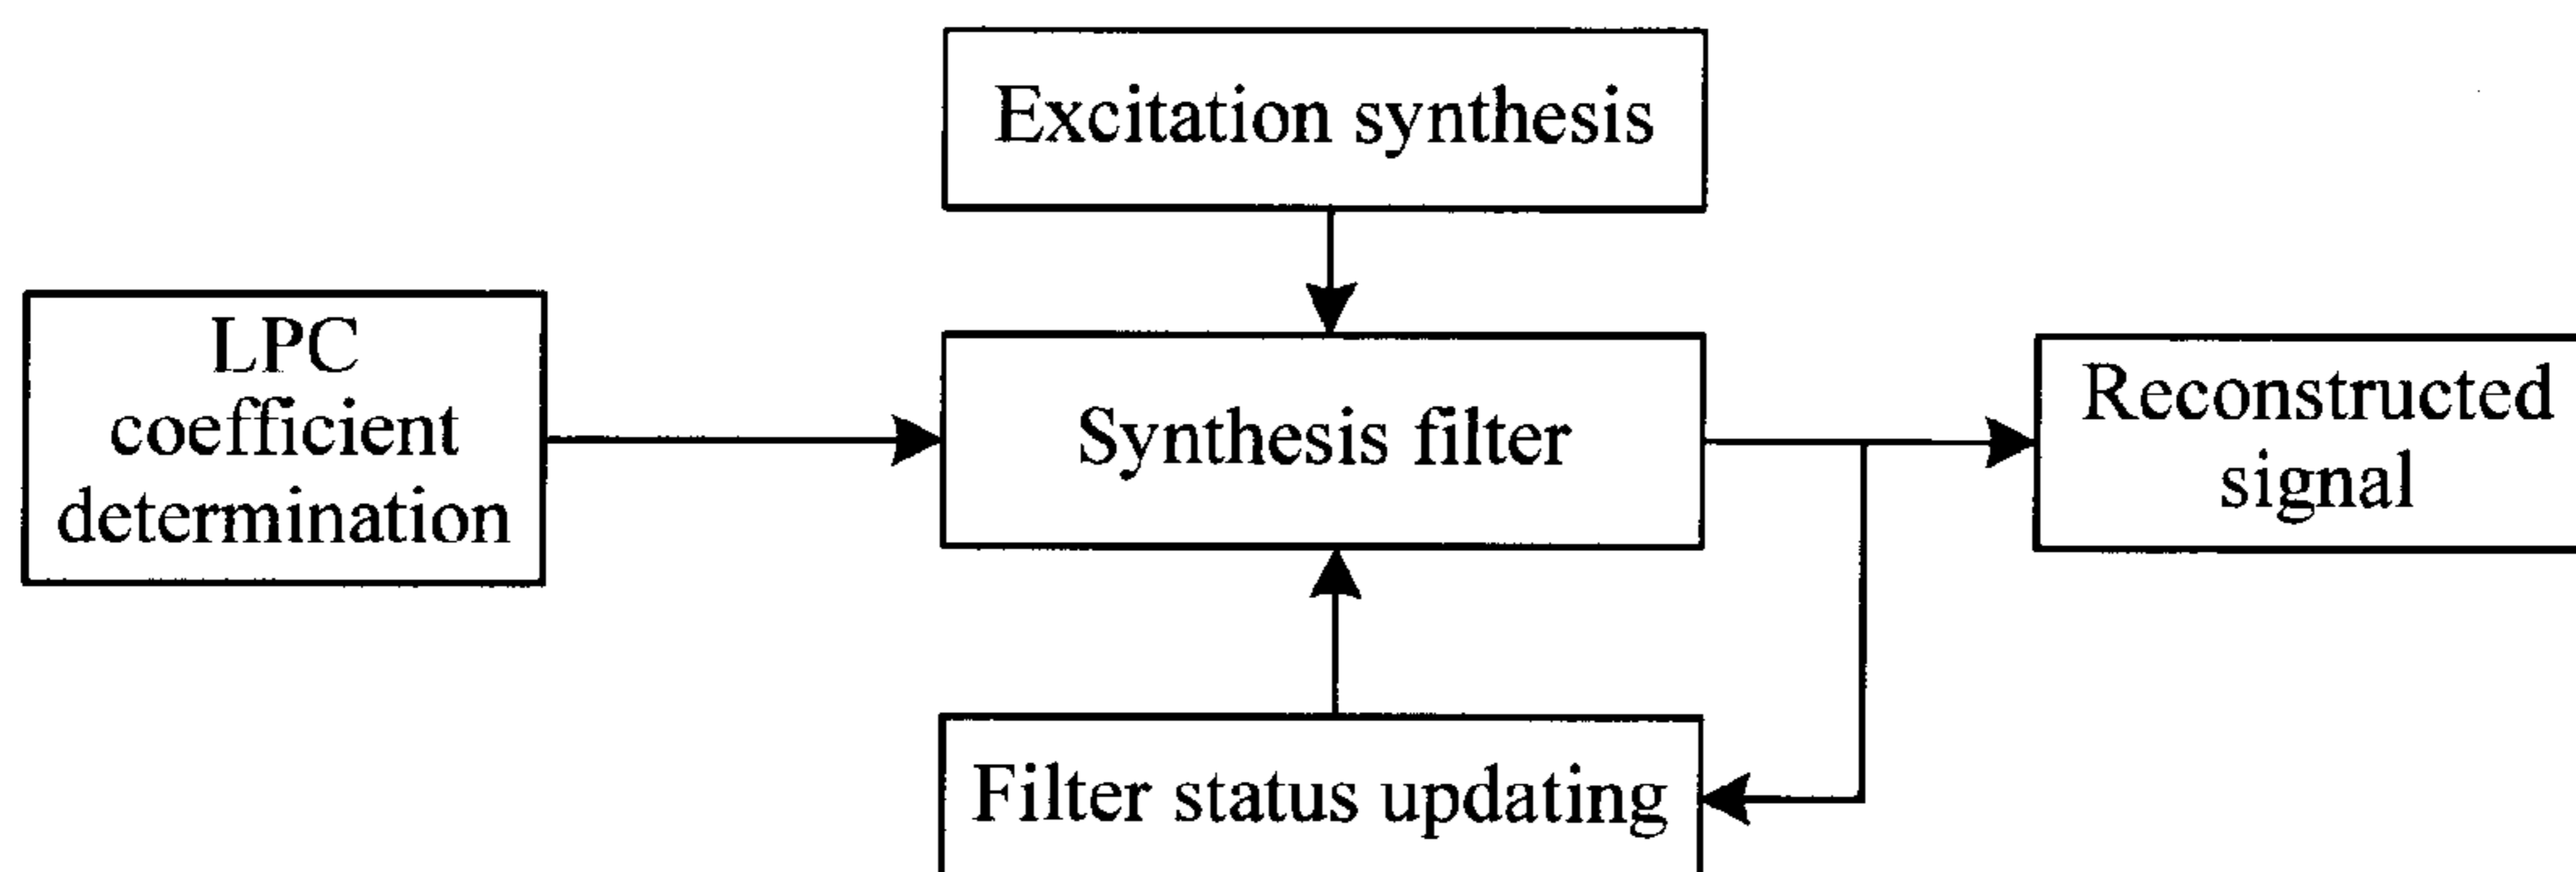 Excitation synthesis
LPC
coefficient
determination
Synthesis filter
Reconstructed
signal
Filter status updating